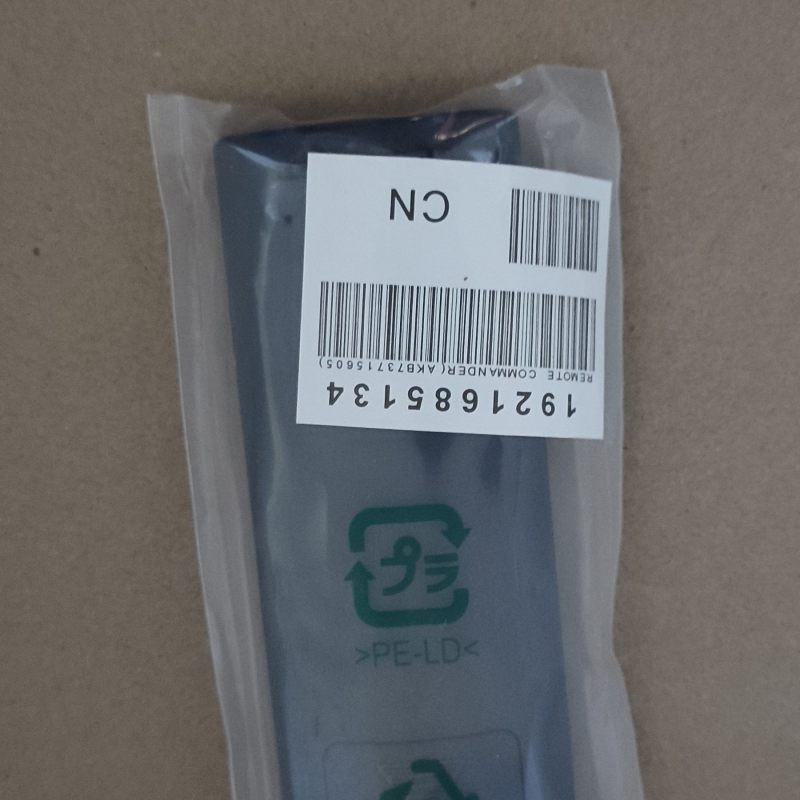 1921685134
REMOTE COMMANDER(AKB73715605)
CN
プラ
>PE-LD<